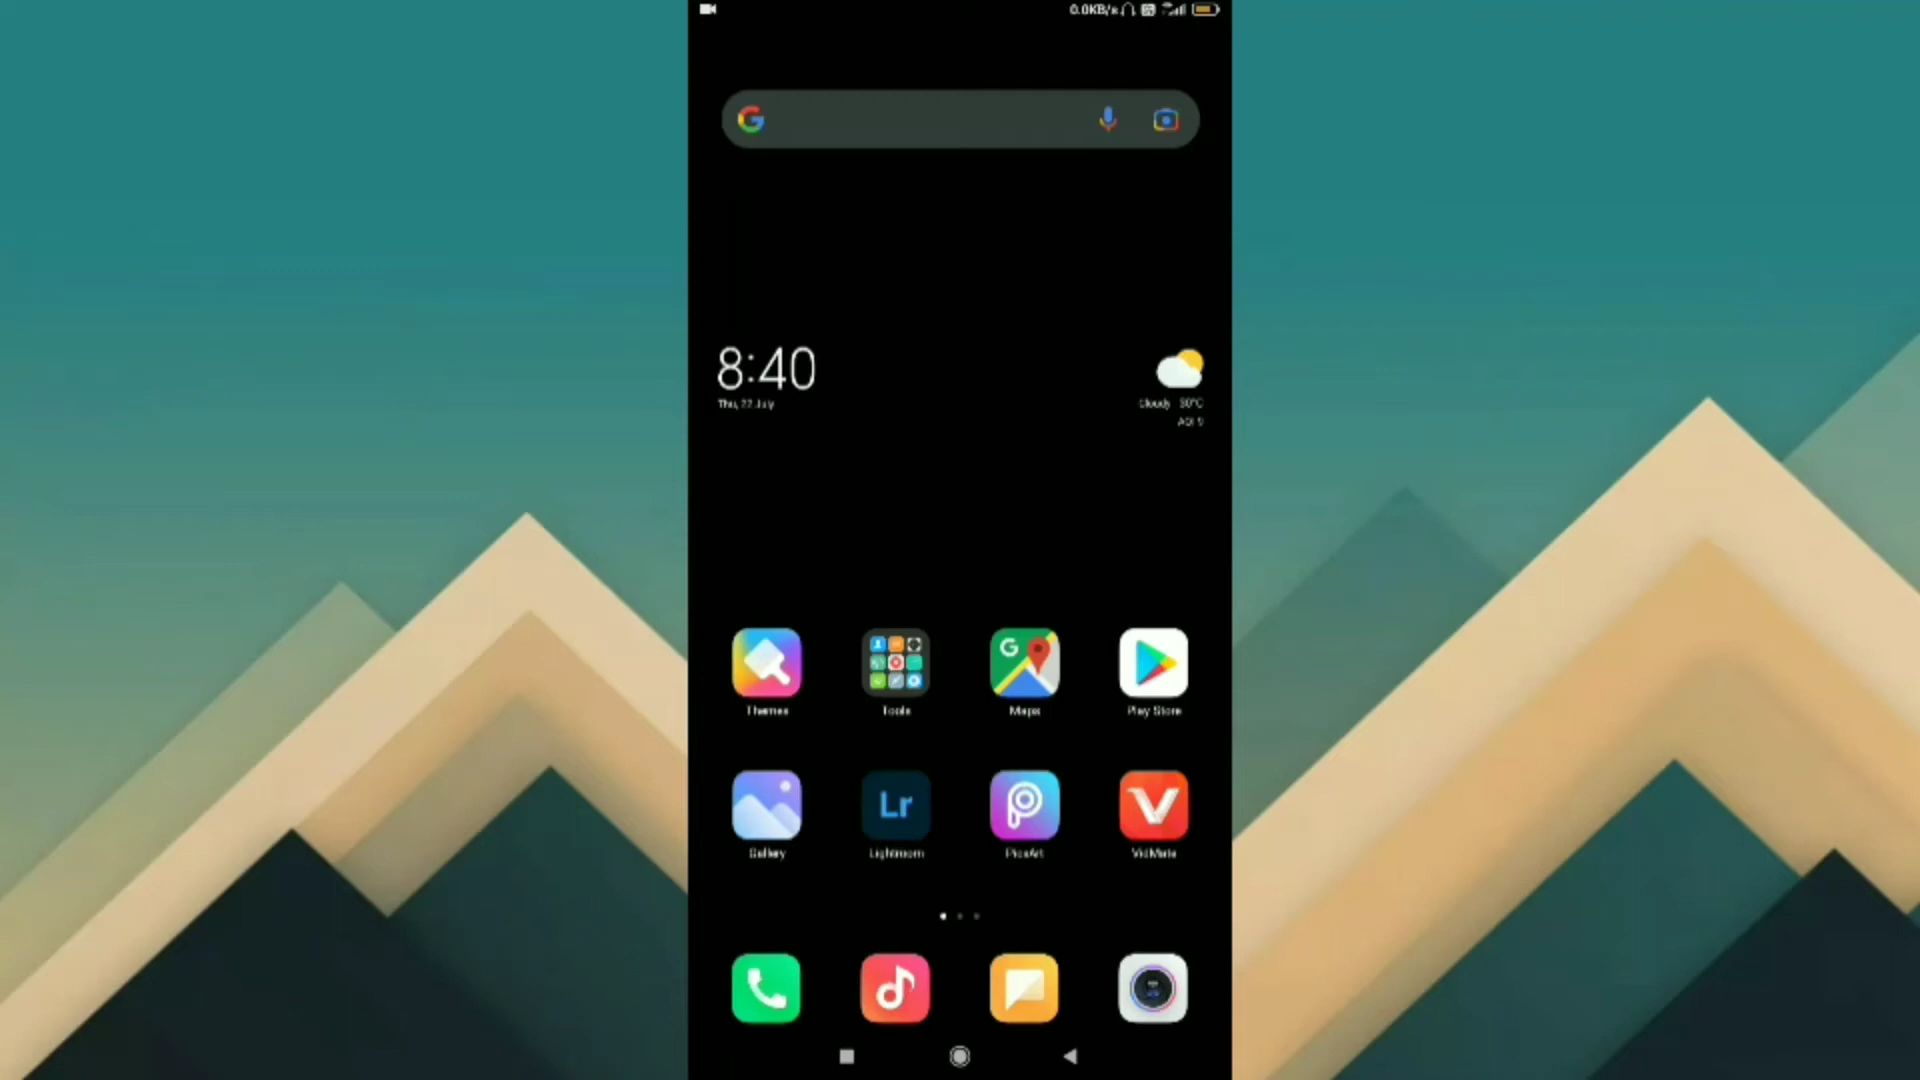 0.0KB/s
8:40
Thu, 22 July
Cloudy 30°C
AQI 9
Themes
Tools
G
Maps
Play Store
Lr
Gallery
Lightroom
PicsArt
VidMate